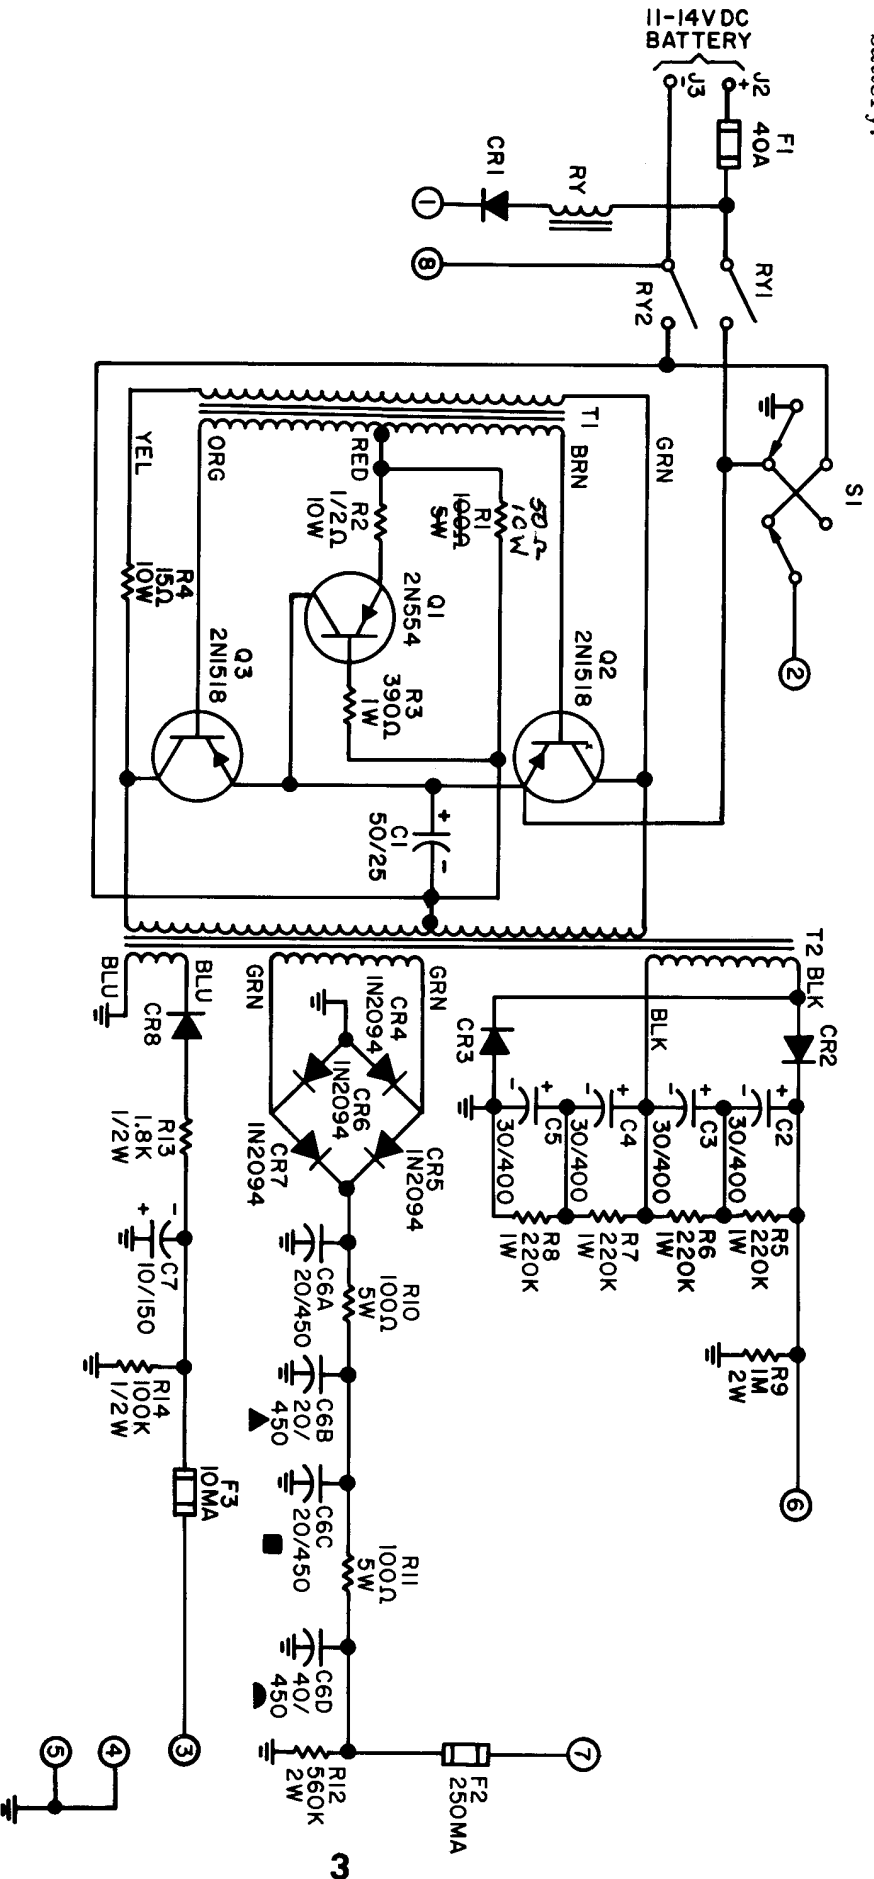 battery.
11-14VDC
BATTERY
J2
+
J3
-
F1
40A
CR1
RY
1
8
RY1
RY2
S1
2
T1
GRN
BRN
RED
ORG
YEL
50Ω
10W
R1
100Ω
5W
R2
1/2Ω
10W
Q1
2N554
R3
390Ω
1W
R4
15Ω
10W
Q2
2N1518
Q3
2N1518
+
C1
50/25
-
T2
BLK
BLK
GRN
GRN
BLU
BLU
CR2
CR3
+
C2
-
30/400
+
C3
-
30/400
+
C4
-
30/400
+
C5
-
30/400
R5
220K
1W
R6
220K
1W
R7
220K
1W
R8
220K
1W
R9
1M
2W
6
CR4
1N2094
CR5
1N2094
CR6
1N2094
CR7
1N2094
C6A
20/450
R10
100Ω
5W
C6B
20/
450
C6C
20/450
R11
100Ω
5W
C6D
40/
450
R12
560K
2W
F2
250MA
7
CR8
R13
1.8K
1/2W
-
+
C7
10/150
R14
100K
1/2W
F3
10MA
3
4
5
3